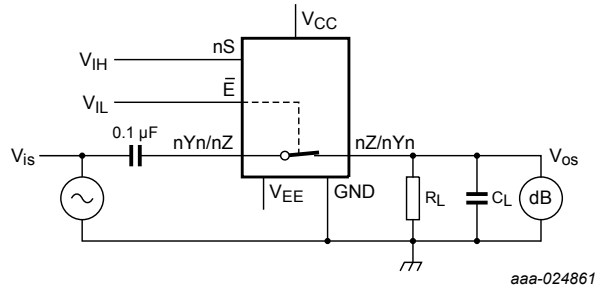 VCC
nS
VIH
E̅
VIL
0.1 μF
nYn/nZ
nZ/nYn
Vis
Vos
VEE
GND
RL
CL
dB
aaa-024861